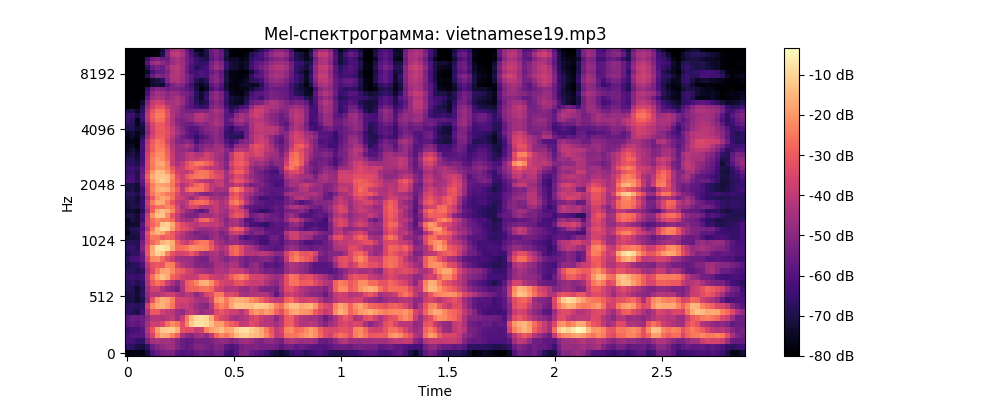 Mel-спектрограмма: vietnamese19.mp3
8192
4096
2048
1024
512
0
Hz
0
0.5
1
1.5
2
2.5
Time
-10 dB
-20 dB
-30 dB
-40 dB
-50 dB
-60 dB
-70 dB
-80 dB